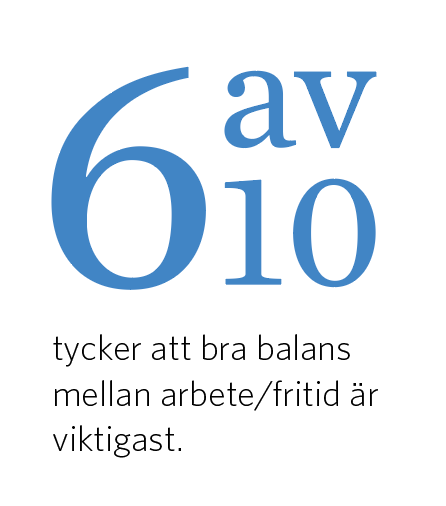 6 av
10
tycker att bra balans
mellan arbete/fritid är
viktigast.